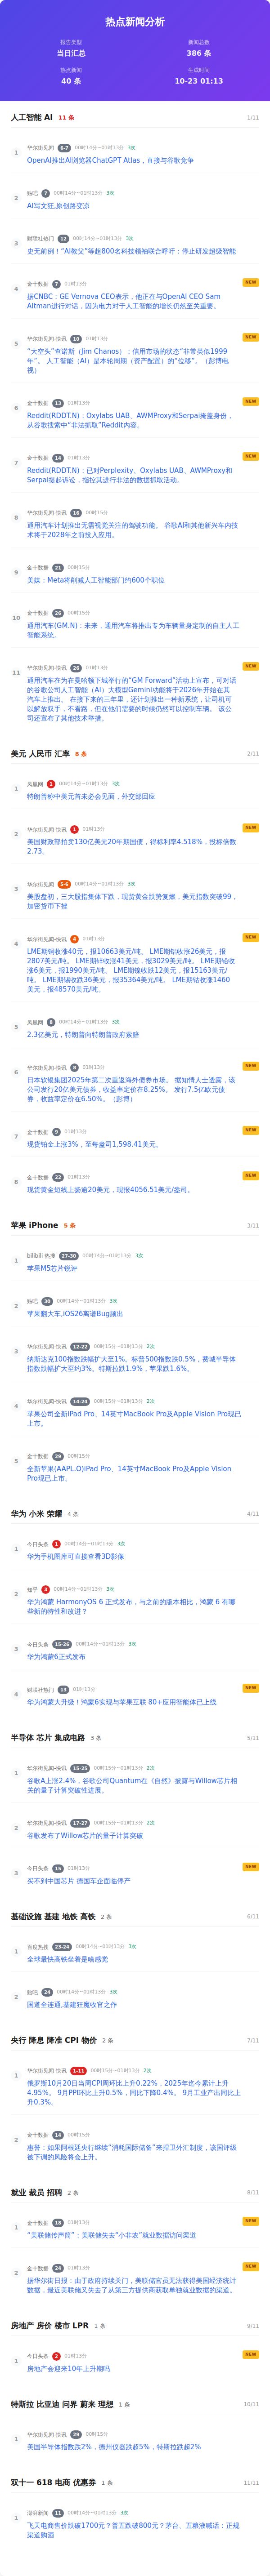 热点新闻分析
报告类型
当日汇总
新闻总数
386 条
热点新闻
40 条
生成时间
10-23 01:13
人工智能 AI 11 条 1/11
1
华尔街见闻 6-7 00时14分~01时13分 3次
OpenAI推出AI浏览器ChatGPT Atlas，直接与谷歌竞争
2
贴吧 7 00时14分~01时13分 3次
AI写文狂,原创路变凉
3
财联社热门 12 00时14分~01时13分 3次
史无前例！“AI教父”等超800名科技领袖联合呼吁：停止研发超级智能
4
金十数据 7 01时13分 NEW
据CNBC：GE Vernova CEO表示，他正在与OpenAI CEO Sam
Altman进行对话，因为电力对于人工智能的增长仍然至关重要。
5
华尔街见闻-快讯 10 01时13分 NEW
“大空头”查诺斯（Jim Chanos）：信用市场的状态“非常类似1999
年”。 人工智能（AI）是本轮周期（资产配置）的“位移”。（彭博电
视）
6
金十数据 13 01时13分 NEW
Reddit(RDDT.N)：Oxylabs UAB、AWMProxy和Serpai掩盖身份，
从谷歌搜索中“非法抓取”Reddit内容。
7
金十数据 14 01时13分 NEW
Reddit(RDDT.N)：已对Perplexity、Oxylabs UAB、AWMProxy和
Serpai提起诉讼，指控其进行非法的数据抓取活动。
8
华尔街见闻-快讯 16 00时15分
通用汽车计划推出无需视觉关注的驾驶功能。 谷歌AI和其他新兴车内技
术将于2028年之前投入应用。
9
金十数据 21 00时15分
美媒：Meta将削减人工智能部门约600个职位
10
金十数据 26 00时15分
通用汽车(GM.N)：未来，通用汽车将推出专为车辆量身定制的自主人工
智能系统。
11
华尔街见闻-快讯 26 01时13分 NEW
通用汽车在为在曼哈顿下城举行的“GM Forward”活动上宣布，可对话
的谷歌公司人工智能（AI）大模型Gemini功能将于2026年开始在其
汽车上推出。 在接下来的三年里，还计划推出一种新系统，让司机可
以解放双手，不看路，但在他们需要的时候仍然可以控制车辆。 该公
司还宣布了其他技术举措。
美元 人民币 汇率 8 条 2/11
1
凤凰网 1 00时14分~01时13分 3次
特朗普称中美元首未必会见面，外交部回应
2
华尔街见闻-快讯 1 01时13分 NEW
美国财政部拍卖130亿美元20年期国债，得标利率4.518%，投标倍数
2.73。
3
华尔街见闻 5-6 00时14分~01时13分 3次
美股盘初，三大股指集体下跌，现货黄金跌势复燃，美元指数突破99，
加密货币下挫
4
华尔街见闻-快讯 4 01时13分 NEW
LME期铜收涨40元，报10663美元/吨。 LME期铝收涨26美元，报
2807美元/吨。 LME期锌收涨41美元，报3029美元/吨。 LME期铅收
涨6美元，报1990美元/吨。 LME期镍收跌12美元，报15163美元/
吨。 LME期锡收跌36美元，报35364美元/吨。 LME期钴收涨1460
美元，报48570美元/吨。
5
凤凰网 8 00时14分~01时13分 3次
2.3亿美元，特朗普向特朗普政府索赔
6
华尔街见闻-快讯 8 01时13分 NEW
日本软银集团2025年第二次重返海外债券市场。 据知情人士透露，该
公司发行20亿美元债券，收益率定价在8.25%。 发行7.5亿欧元债
券，收益率定价在6.50%。（彭博）
7
金十数据 9 01时13分 NEW
现货铂金上涨3%，至每盎司1,598.41美元。
8
金十数据 22 01时13分 NEW
现货黄金短线上扬逾20美元，现报4056.51美元/盎司。
苹果 iPhone 5 条 3/11
1
bilibili 热搜 27-30 00时14分~01时13分 3次
苹果M5芯片锐评
2
贴吧 30 00时14分~01时13分 3次
苹果翻大车,iOS26离谱Bug频出
3
华尔街见闻-快讯 12-22 00时15分~01时13分 2次
纳斯达克100指数跌幅扩大至1%。标普500指数跌0.5%，费城半导体
指数跌幅扩大至约3%。特斯拉跌1.9%，苹果跌1.6%。
4
华尔街见闻-快讯 14-24 00时15分~01时13分 2次
苹果公司全新iPad Pro、14英寸MacBook Pro及Apple Vision Pro现已
上市。
5
金十数据 29 00时15分
全新苹果(AAPL.O)iPad Pro、14英寸MacBook Pro及Apple Vision
Pro现已上市。
华为 小米 荣耀 4 条 4/11
1
今日头条 1 00时14分~01时13分 3次
华为手机图库可直接查看3D影像
2
知乎 3 00时14分~01时13分 3次
华为鸿蒙 HarmonyOS 6 正式发布，与之前的版本相比，鸿蒙 6 有哪
些新的特性和改进？
3
今日头条 15-26 00时14分~01时13分 3次
华为鸿蒙6正式发布
4
财联社热门 13 01时13分 NEW
华为鸿蒙大升级！鸿蒙6实现与苹果互联 80+应用智能体已上线
半导体 芯片 集成电路 3 条 5/11
1
华尔街见闻-快讯 15-25 00时15分~01时13分 2次
谷歌A上涨2.4%，谷歌公司Quantum在《自然》披露与Willow芯片相
关的量子计算突破性进展。
2
华尔街见闻-快讯 17-27 00时15分~01时13分 2次
谷歌发布了Willow芯片的量子计算突破
3
今日头条 15 01时13分 NEW
买不到中国芯片 德国车企面临停产
基础设施 基建 地铁 高铁 2 条 6/11
1
百度热搜 23-24 00时14分~01时13分 3次
全球最快高铁坐着是啥感觉
2
贴吧 24 00时14分~01时13分 3次
国道全连通,基建狂魔收官之作
央行 降息 降准 CPI 物价 2 条 7/11
1
华尔街见闻-快讯 1-11 00时15分~01时13分 2次
俄罗斯10月20日当周CPI周环比上升0.22%，2025年迄今累计上升
4.95%。 9月PPI环比上升0.5%，同比下降0.4%。 9月工业产出同比上
升0.3%。
2
金十数据 14 00时15分
惠誉：如果阿根廷央行继续“消耗国际储备”来捍卫外汇制度，该国评级
被下调的风险将会上升。
就业 裁员 招聘 2 条 8/11
1
金十数据 18 01时13分 NEW
“美联储传声筒”：美联储失去“小非农”就业数据访问渠道
2
金十数据 24 01时13分 NEW
据华尔街日报：由于政府持续关门，美联储官员无法获得美国经济统计
数据，最近美联储又失去了从第三方提供商获取单独就业数据的渠道。
房地产 房价 楼市 LPR 1 条 9/11
1
今日头条 2 01时13分 NEW
房地产会迎来10年上升期吗
特斯拉 比亚迪 问界 蔚来 理想 1 条 10/11
1
华尔街见闻-快讯 29 00时15分
美国半导体指数跌2%，德州仪器跌超5%，特斯拉跌超2%
双十一 618 电商 优惠券 1 条 11/11
1
澎湃新闻 12 00时14分~01时13分 3次
飞天电商售价跌破1700元？普五跌破800元？茅台、五粮液喊话：正规
渠道购酒